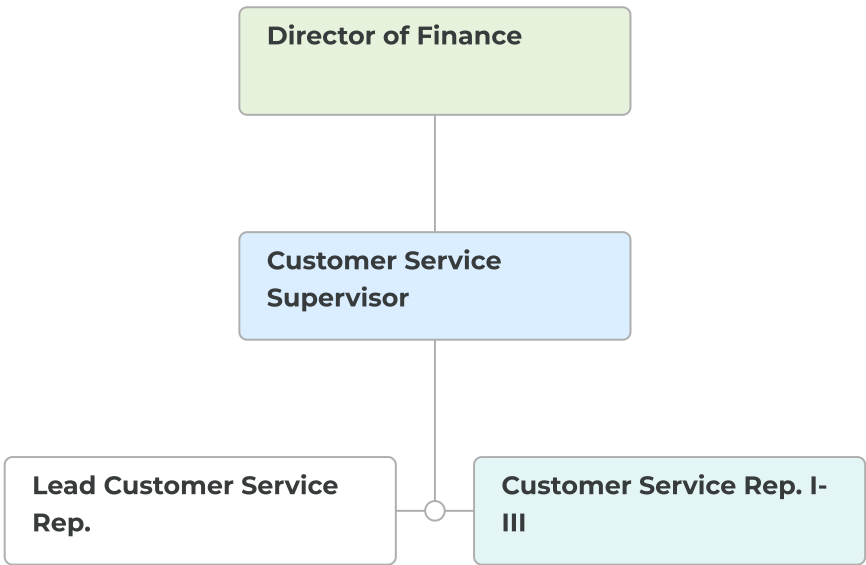 Director of Finance
Customer Service
Supervisor
Lead Customer Service
Rep.
Customer Service Rep. I-
III